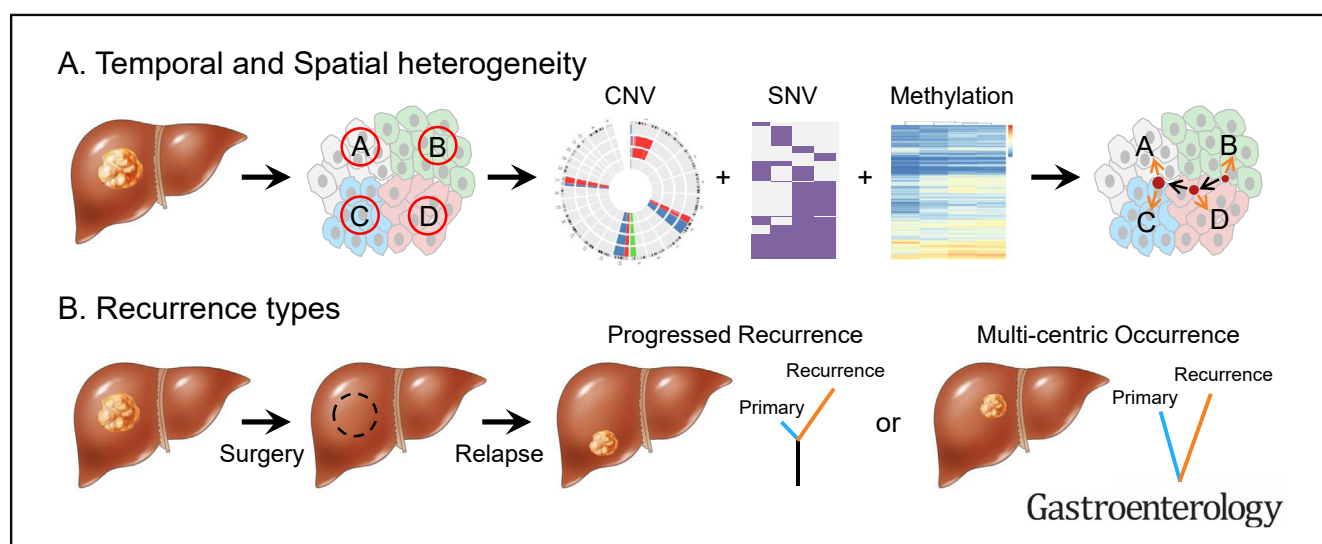 A. Temporal and Spatial heterogeneity
CNV
SNV
Methylation
A
B
C
D
+
+
A
B
C
D
B. Recurrence types
Progressed Recurrence
Multi-centric Occurrence
Recurrence
Primary
Recurrence
Primary
or
Surgery
Relapse
Gastroenterology